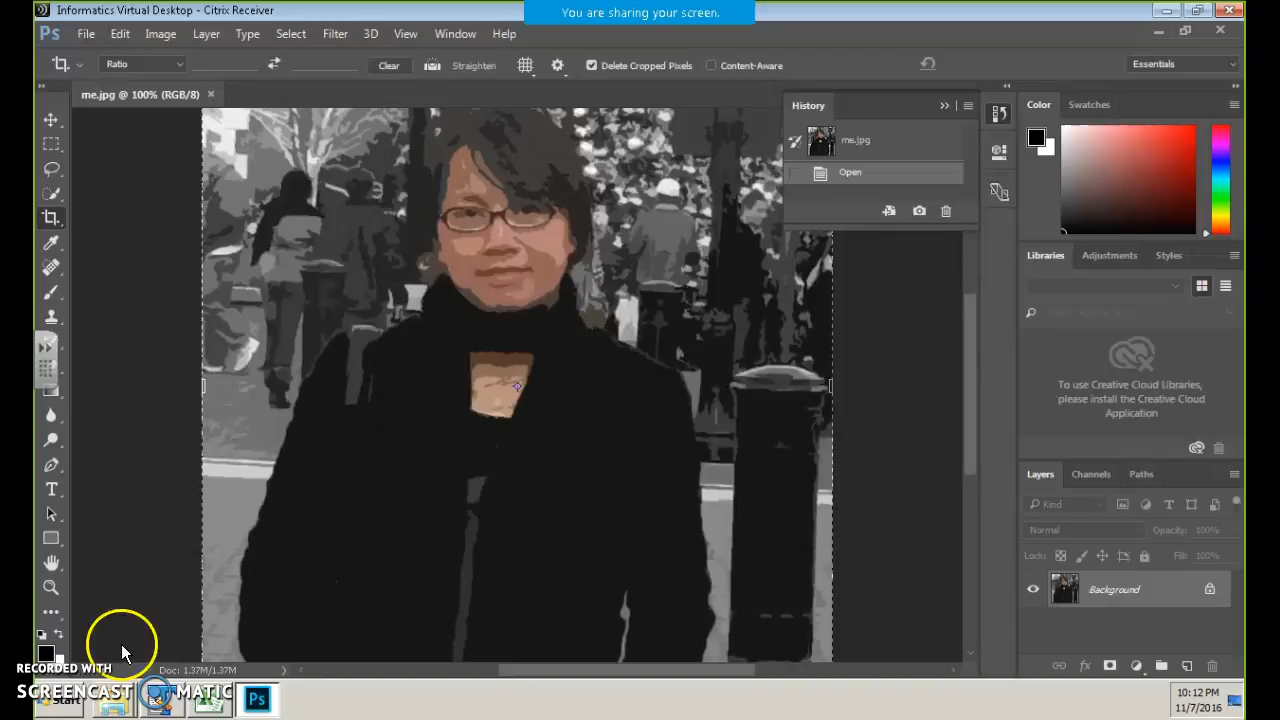 Informatics Virtual Desktop - Citrix Receiver
You are sharing your screen.
Ps File Edit Image Layer Type Select Filter 3D View Window Help
Ratio Clear Straighten Delete Cropped Pixels Content-Aware Essentials
me.jpg @ 100% (RGB/8)
History
me.jpg
Open
Color Swatches
Libraries Adjustments Styles
To use Creative Cloud Libraries,
please install the Creative Cloud
Application
Layers Channels Paths
Kind
Normal Opacity: 100%
Lock: Fill: 100%
Background
Doc: 1.37M/1.37M
RECORDED WITH
SCREENCAST MATIC
Start
Ps
10:12 PM
11/7/2016